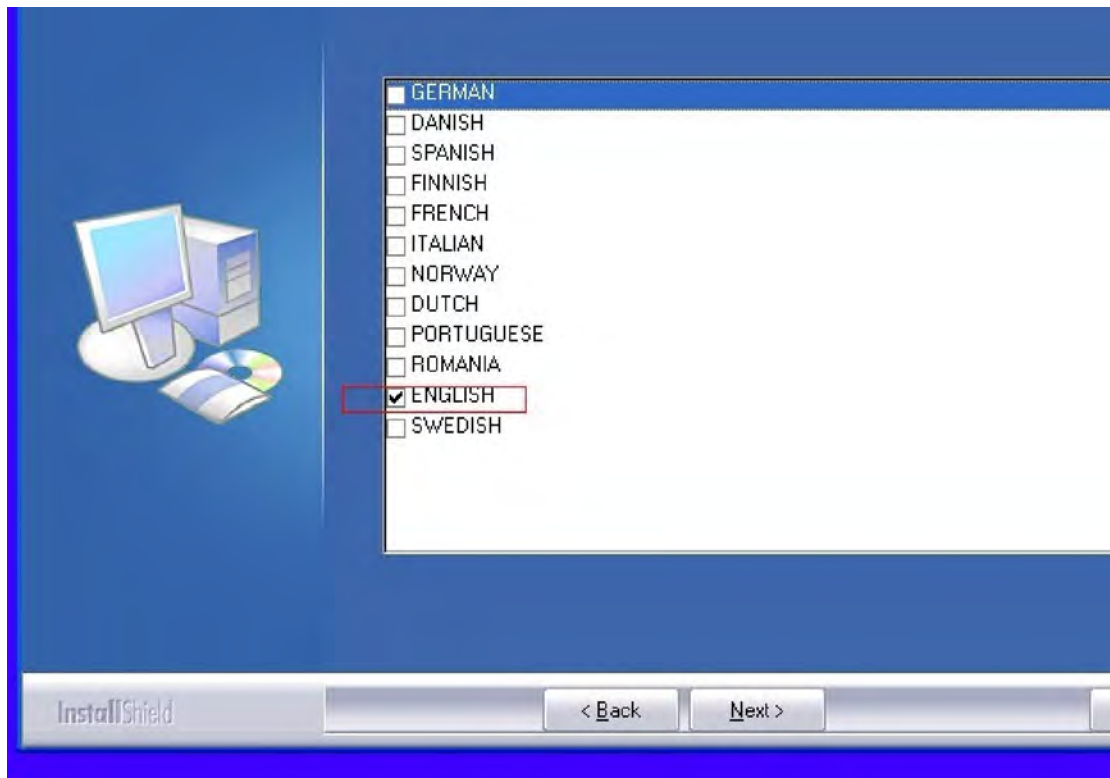 GERMAN
DANISH
SPANISH
FINNISH
FRENCH
ITALIAN
NORWAY
DUTCH
PORTUGUESE
ROMANIA
ENGLISH
SWEDISH
InstallShield
< Back
Next >